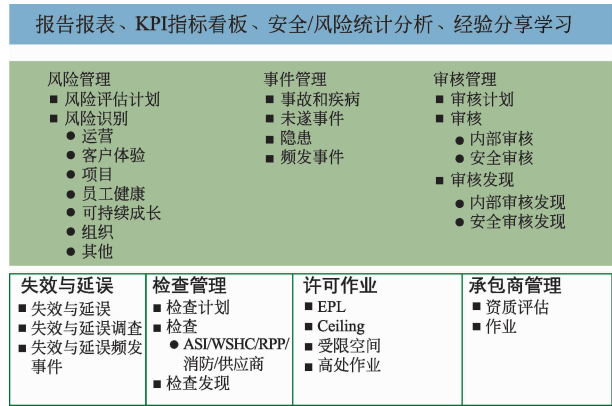 报告报表、KPI指标看板、安全/风险统计分析、经验分享学习
风险管理
■ 风险评估计划
■ 风险识别
● 运营
● 客户体验
● 项目
● 员工健康
● 可持续成长
● 组织
● 其他
事件管理
■ 事故和疾病
■ 未遂事件
■ 隐患
■ 频发事件
审核管理
■ 审核计划
■ 审核
● 内部审核
● 安全审核
■ 审核发现
● 内部审核发现
● 安全审核发现
失效与延误
■ 失效与延误
■ 失效与延误调查
■ 失效与延误频发
事件
检查管理
■ 检查计划
■ 检查
● ASI/WSHC/RPP/
消防/供应商
■ 检查发现
许可作业
■ EPL
■ Ceiling
■ 受限空间
■ 高处作业
承包商管理
■ 资质评估
■ 作业